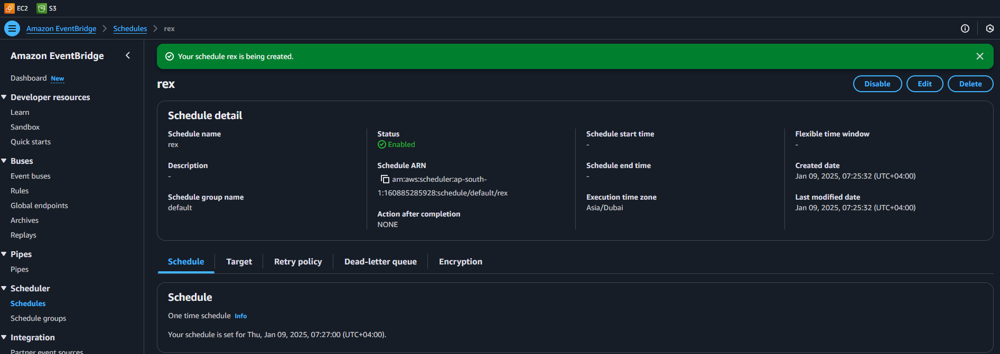 EC2 S3
Amazon EventBridge Schedules rex
Amazon EventBridge
Dashboard New
Developer resources
Learn
Sandbox
Quick starts
Buses
Event buses
Rules
Global endpoints
Archives
Replays
Pipes
Pipes
Scheduler
Schedules
Schedule groups
Integration
Partner event sources
Your schedule rex is being created.
rex
Disable Edit Delete
Schedule detail
Schedule name
rex
Description
-
Schedule group name
default
Status
Enabled
Schedule ARN
arn:aws:scheduler:ap-south-
1:160885285928:schedule/default/rex
Action after completion
NONE
Schedule start time
-
Schedule end time
-
Execution time zone
Asia/Dubai
Flexible time window
-
Created date
Jan 09, 2025, 07:25:32 (UTC+04:00)
Last modified date
Jan 09, 2025, 07:25:32 (UTC+04:00)
Schedule Target Retry policy Dead-letter queue Encryption
Schedule
One time schedule Info
Your schedule is set for Thu, Jan 09, 2025, 07:27:00 (UTC+04:00).